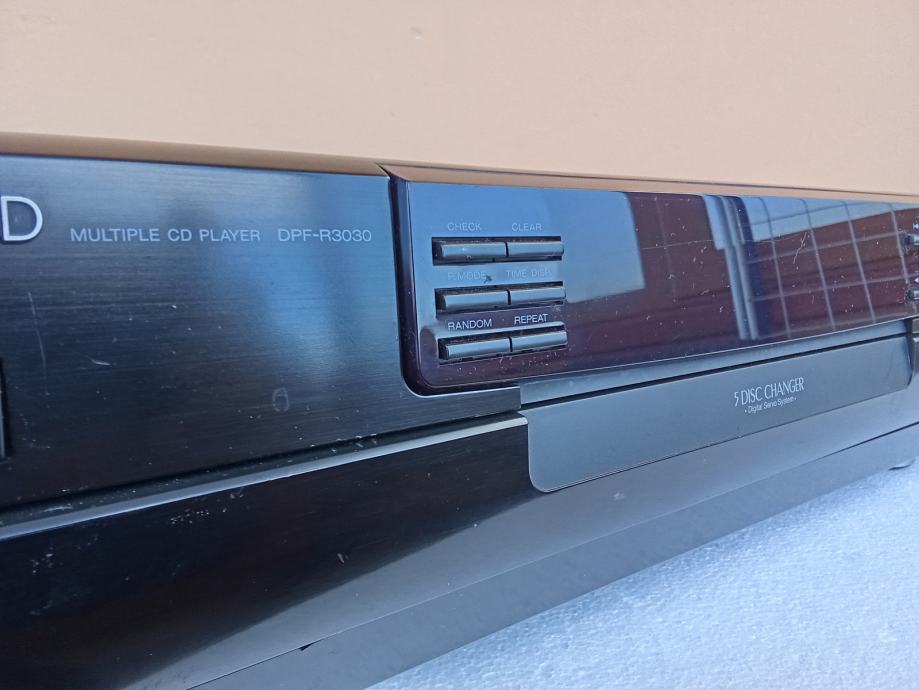 D
MULTIPLE CD PLAYER DPF-R3030
CHECK CLEAR
P.MODE TIME DISP.
RANDOM REPEAT
5 DISC CHANGER
• Digital Servo System •